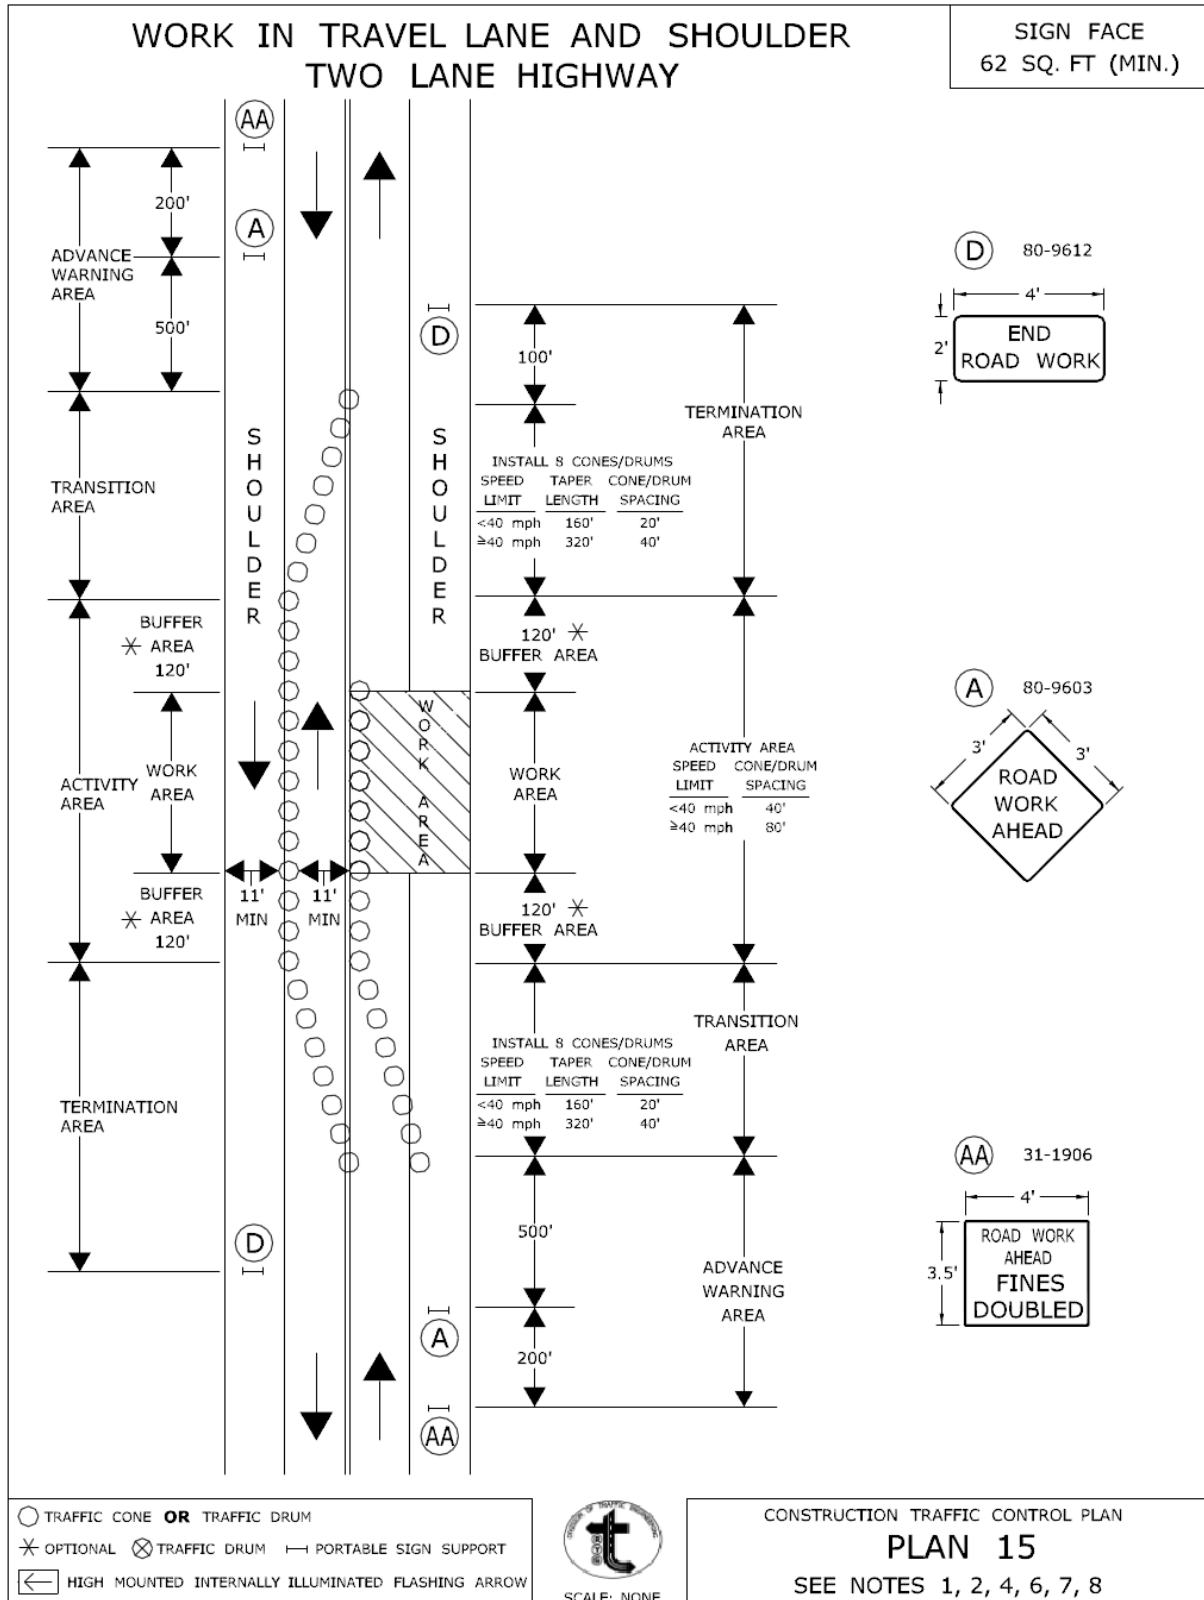 WORK IN TRAVEL LANE AND SHOULDER
TWO LANE HIGHWAY
SIGN FACE
62 SQ. FT (MIN.)
AA
200'
A
ADVANCE
WARNING
AREA
500'
D
100'
TERMINATION
AREA
D 80-9612
4'
2'
END
ROAD WORK
SHOULDER
SHOULDER
TRANSITION
AREA
INSTALL 8 CONES/DRUMS
SPEED TAPER CONE/DRUM
LIMIT LENGTH SPACING
<40 mph 160' 20'
≥40 mph 320' 40'
BUFFER
* AREA
120'
120' *
BUFFER AREA
A 80-9603
3' 3'
ROAD
WORK
AHEAD
WORK AREA
ACTIVITY
AREA
WORK
AREA
WORK
AREA
ACTIVITY AREA
SPEED CONE/DRUM
LIMIT SPACING
<40 mph 40'
≥40 mph 80'
11'
MIN
11'
MIN
BUFFER
* AREA
120'
120' *
BUFFER AREA
TRANSITION
AREA
INSTALL 8 CONES/DRUMS
SPEED TAPER CONE/DRUM
LIMIT LENGTH SPACING
<40 mph 160' 20'
≥40 mph 320' 40'
TERMINATION
AREA
AA 31-1906
4'
3.5'
ROAD WORK
AHEAD
FINES
DOUBLED
D
500'
ADVANCE
WARNING
AREA
A
200'
AA
TRAFFIC CONE OR TRAFFIC DRUM
* OPTIONAL TRAFFIC DRUM PORTABLE SIGN SUPPORT
HIGH MOUNTED INTERNALLY ILLUMINATED FLASHING ARROW
DIVISION OF TRAFFIC ENGINEERING
t
SCALE: NONE
CONSTRUCTION TRAFFIC CONTROL PLAN
PLAN 15
SEE NOTES 1, 2, 4, 6, 7, 8